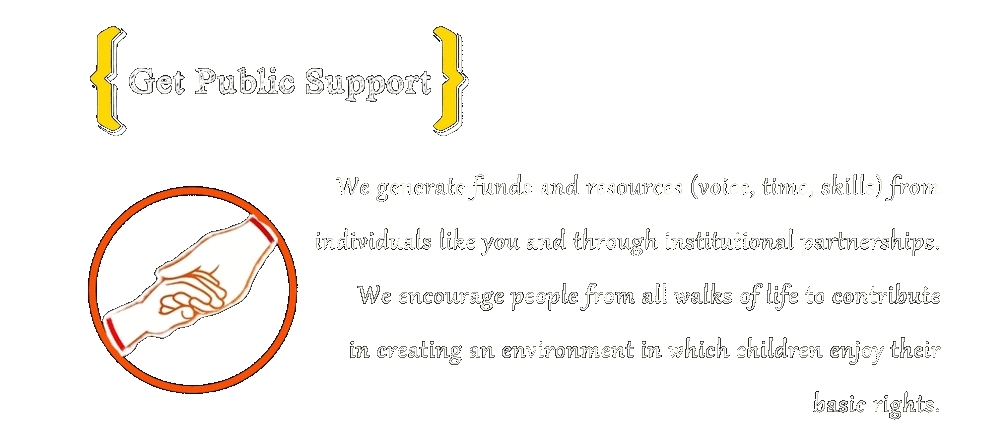 Get Public Support
We generate funds and resources (voice, time, skills) from
individuals like you and through institutional partnerships.
We encourage people from all walks of life to contribute
in creating an environment in which children enjoy their
basic rights.